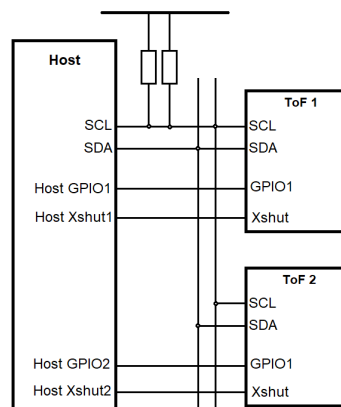 Host
ToF 1
SCL
SCL
SDA
SDA
Host GPIO1
GPIO1
Host Xshut1
Xshut
ToF 2
SCL
SDA
Host GPIO2
GPIO1
Host Xshut2
Xshut